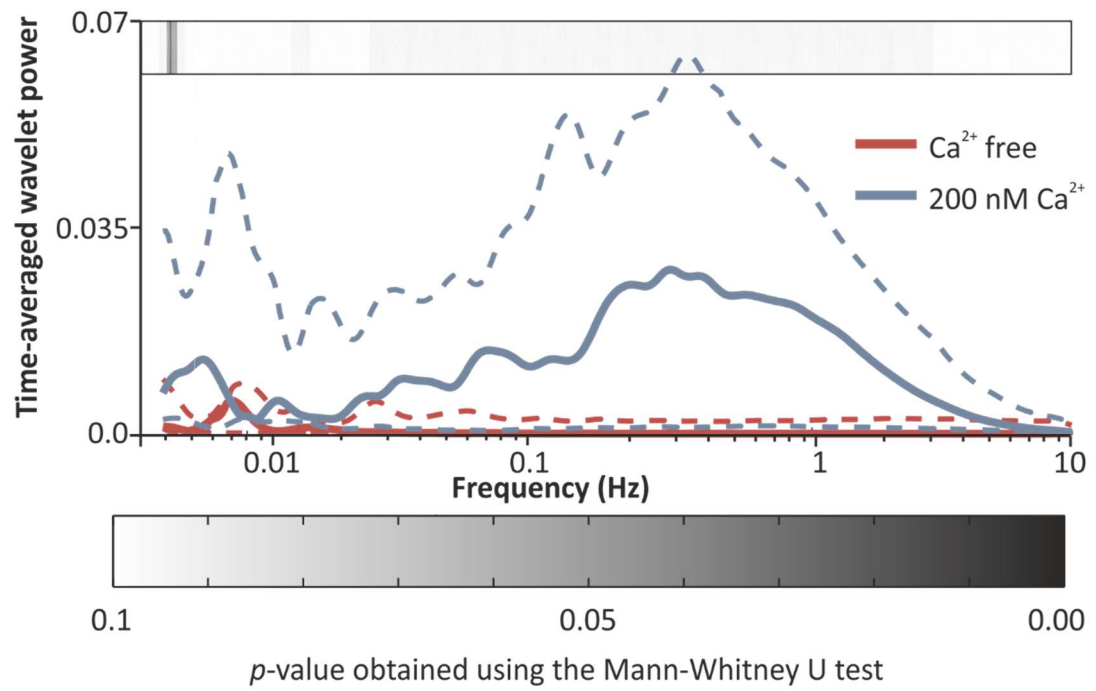 0.07
Time-averaged wavelet power
Ca²⁺ free
200 nM Ca²⁺
0.035
0.0
0.01 0.1 1 10
Frequency (Hz)
0.1 0.05 0.00
p-value obtained using the Mann-Whitney U test